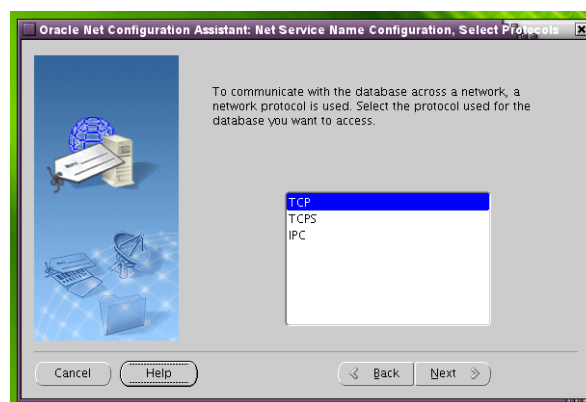 Oracle Net Configuration Assistant: Net Service Name Configuration, Select Protocols
To communicate with the database across a network, a
network protocol is used. Select the protocol used for the
database you want to access.
TCP
TCPS
IPC
Cancel
Help
Back
Next